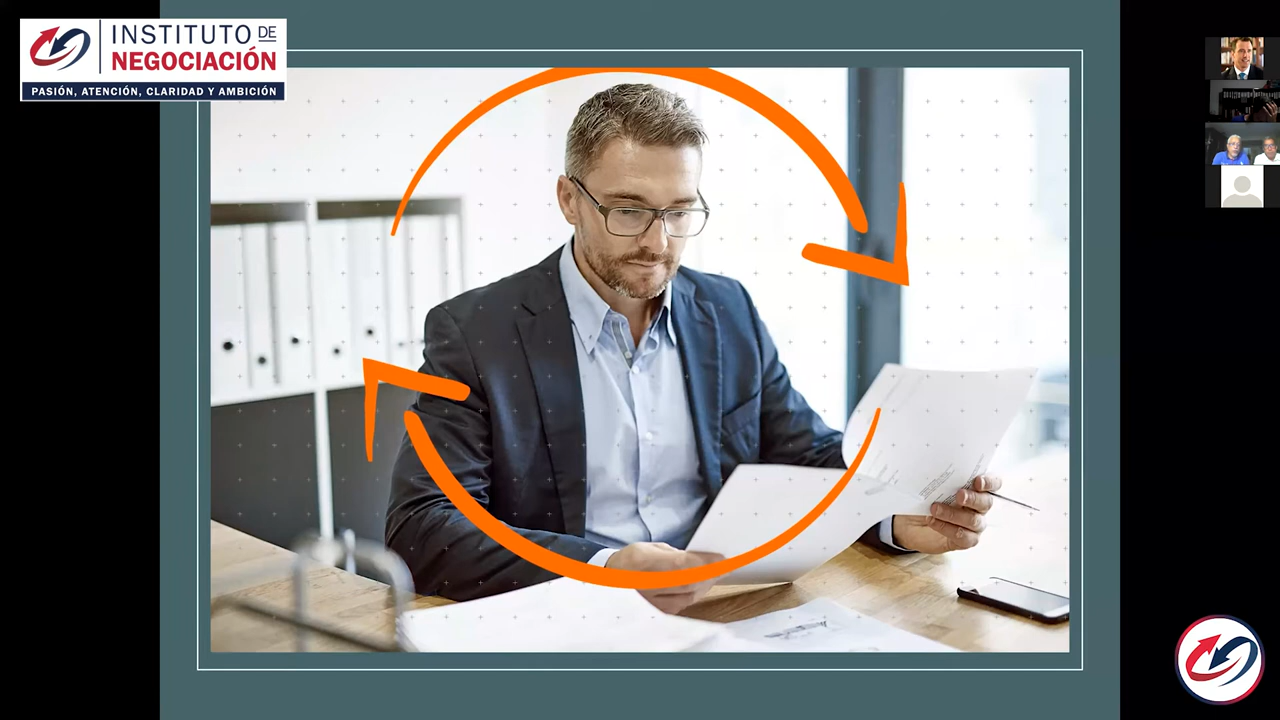 INSTITUTO DE
NEGOCIACIÓN
PASIÓN, ATENCIÓN, CLARIDAD Y AMBICIÓN